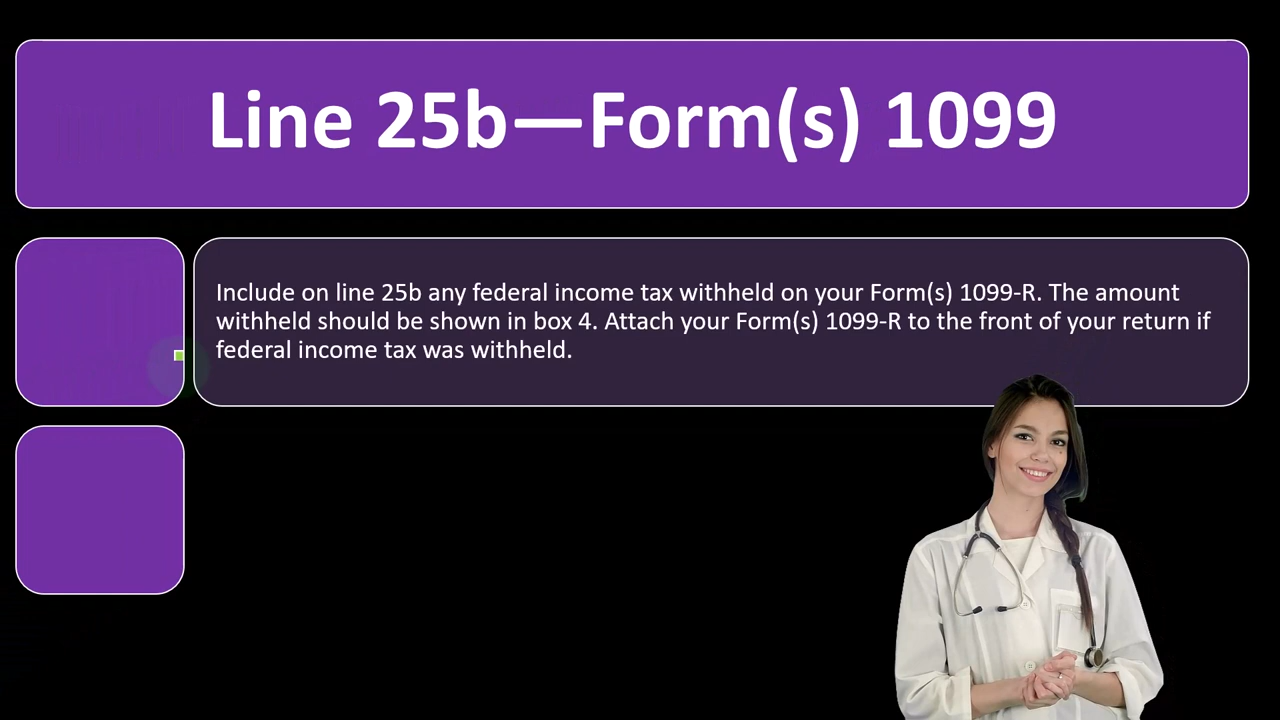 Line 25b—Form(s) 1099
Include on line 25b any federal income tax withheld on your Form(s) 1099-R. The amount
withheld should be shown in box 4. Attach your Form(s) 1099-R to the front of your return if
federal income tax was withheld.